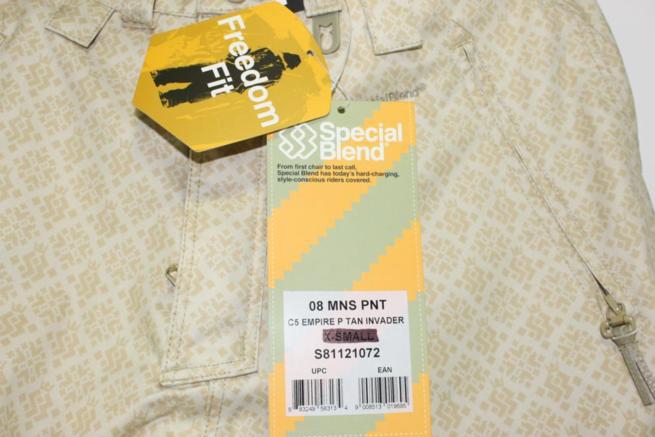 Freedom
Fit
Special
Blend
From first chair to last call,
Special Blend has today's hard-charging,
style-conscious riders covered.
08 MNS PNT
C5 EMPIRE P TAN INVADER
X-SMALL
S81121072
UPC
EAN